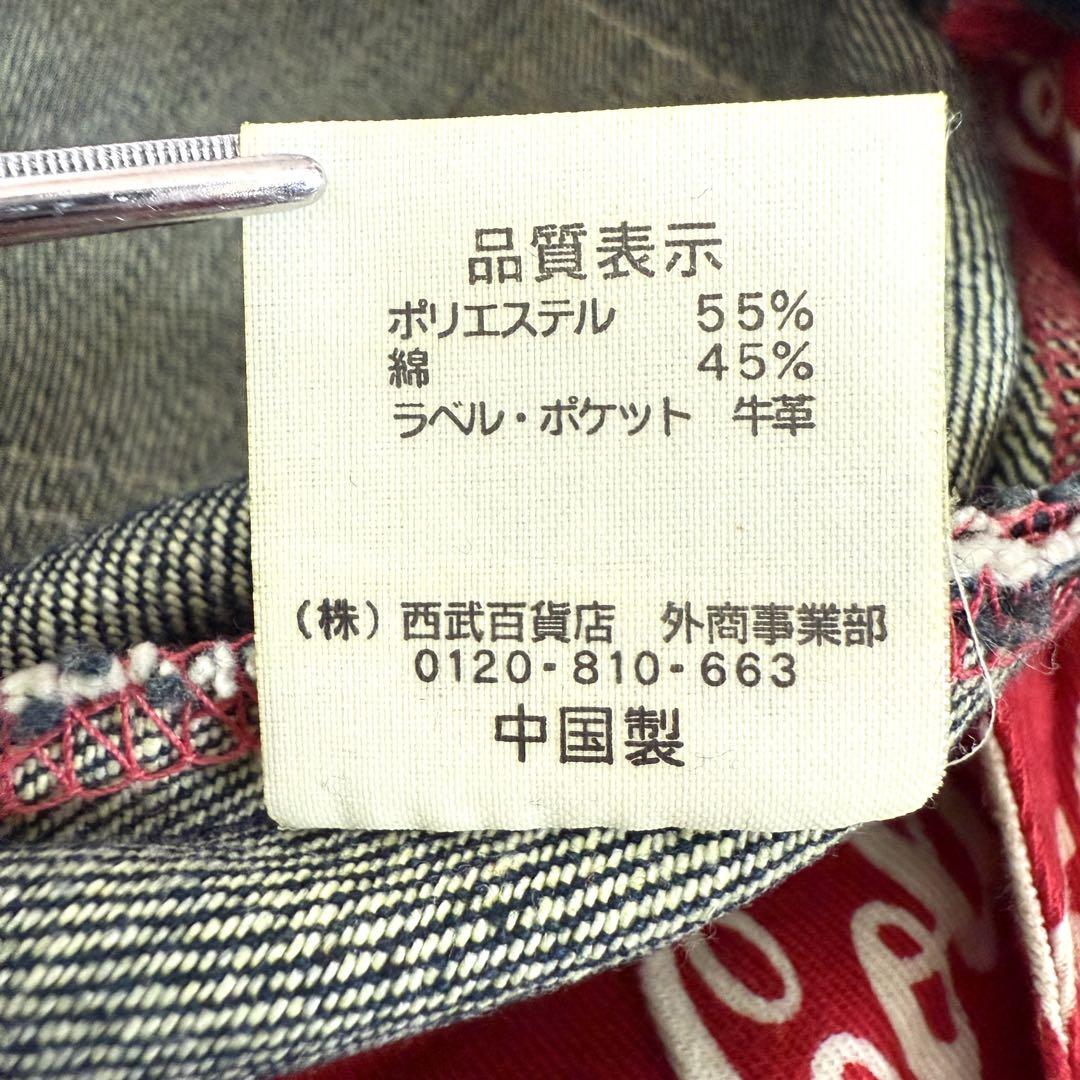 品質表示
ポリエステル 55%
綿 45%
ラベル・ポケット 牛革
(株)西武百貨店 外商事業部
0120-810-663
中国製